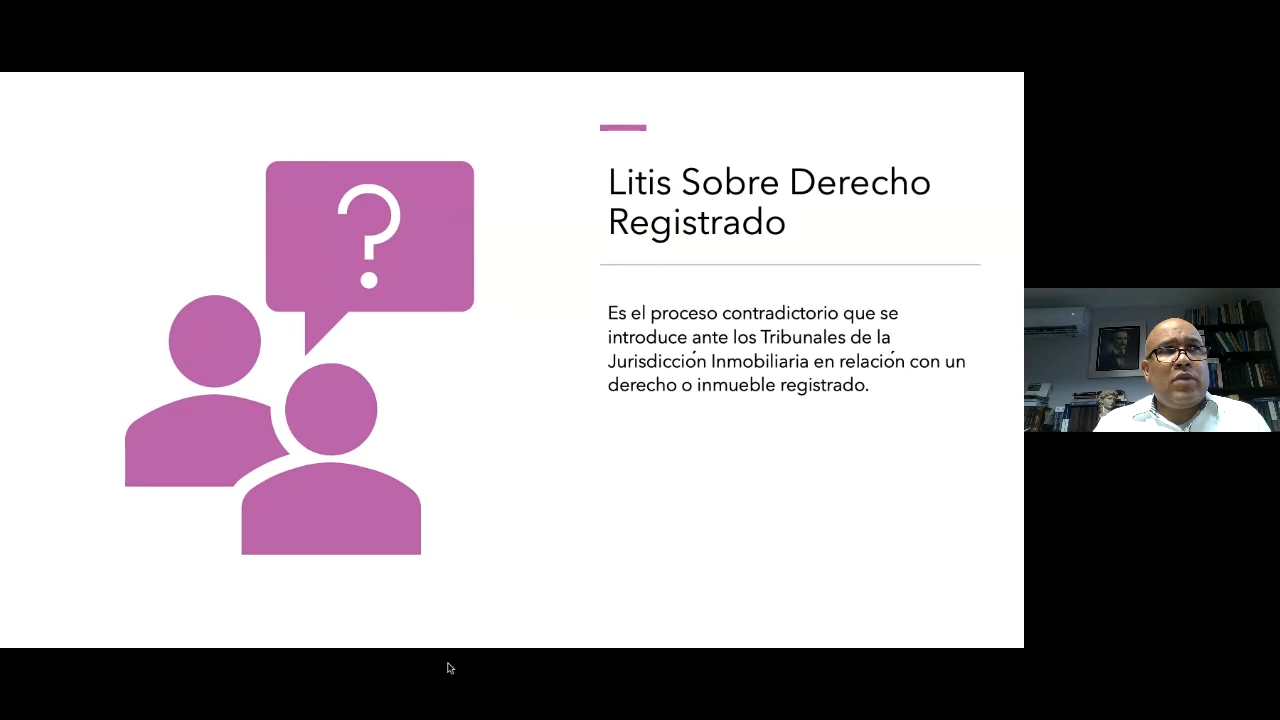 ?
Litis Sobre Derecho
Registrado
Es el proceso contradictorio que se
introduce ante los Tribunales de la
Jurisdicción Inmobiliaria en relación con un
derecho o inmueble registrado.